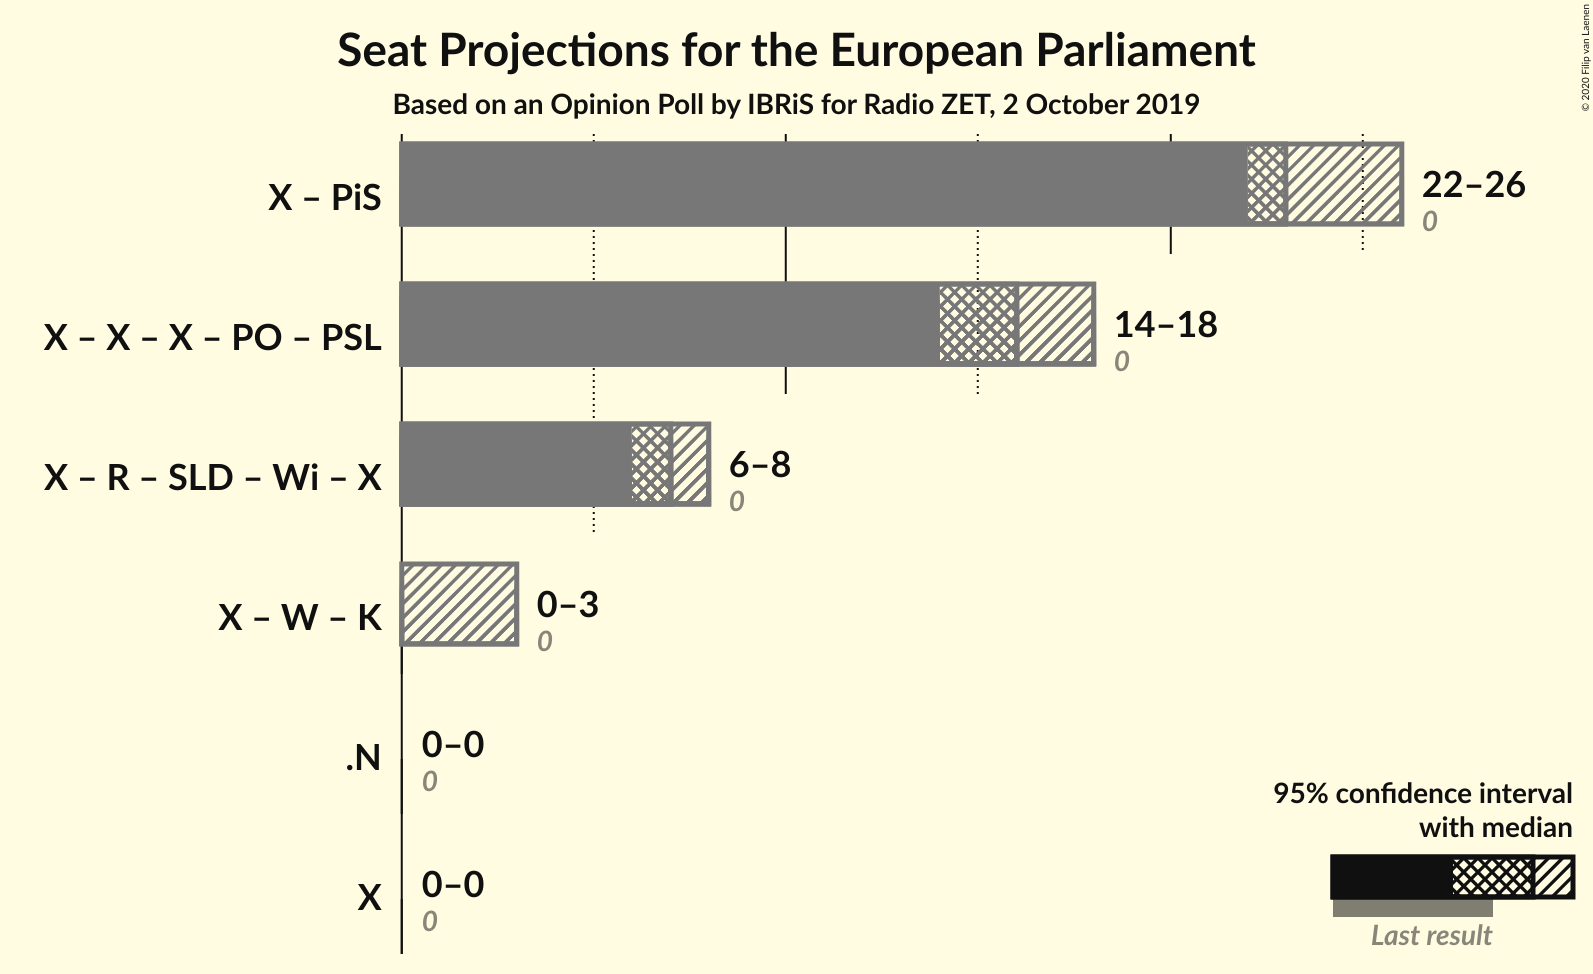 Seat Projections for the European Parliament
Based on an Opinion Poll by IBRiS for Radio ZET, 2 October 2019
© 2020 Filip van Laenen
X – PiS
22–26
0
X – X – X – PO – PSL
14–18
0
X – R – SLD – Wi – X
6–8
0
X – W – K
0–3
0
.N
0–0
0
X
0–0
0
95% confidence interval
with median
Last result